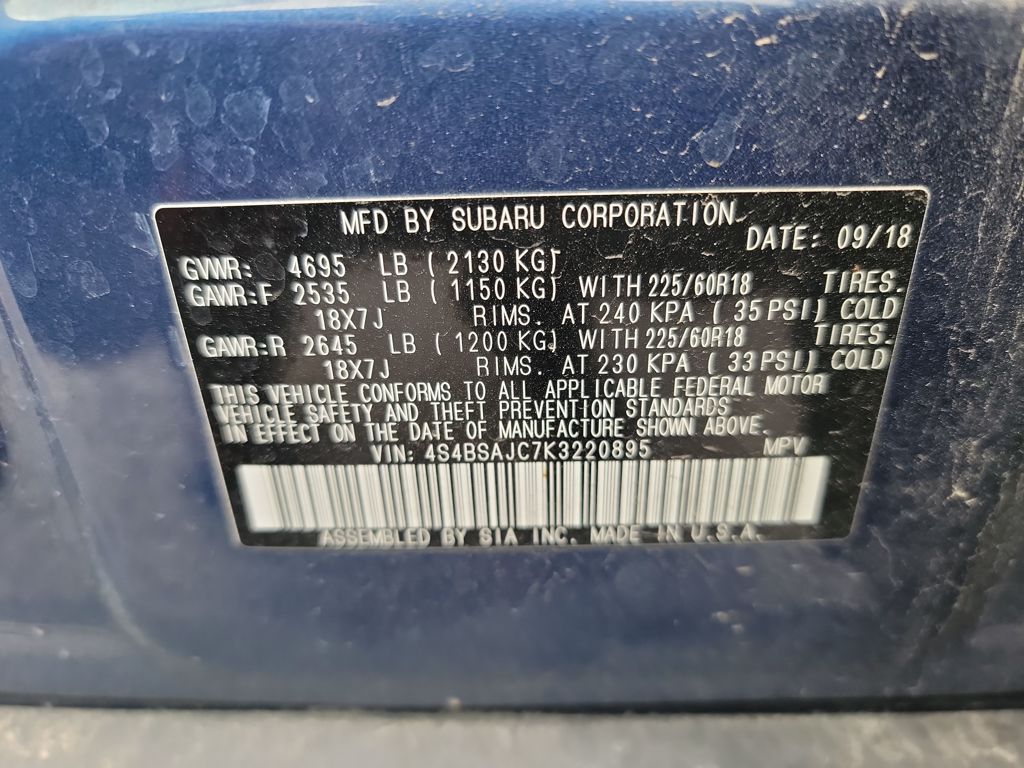 MFD BY SUBARU CORPORATION
DATE: 09/18
GVWR: 4695 LB ( 2130 KG)
GAWR:F 2535 LB ( 1150 KG) WITH 225/60R18 TIRES.
18X7J RIMS. AT 240 KPA ( 35 PSI) COLD
GAWR:R 2645 LB ( 1200 KG) WITH 225/60R18 TIRES.
18X7J RIMS. AT 230 KPA ( 33 PSI) COLD
THIS VEHICLE CONFORMS TO ALL APPLICABLE FEDERAL MOTOR
VEHICLE SAFETY AND THEFT PREVENTION STANDARDS
IN EFFECT ON THE DATE OF MANUFACTURE SHOWN ABOVE.
VIN: 4S4BSAJC7K3220895 MPV
ASSEMBLED BY SIA INC. MADE IN U.S.A.